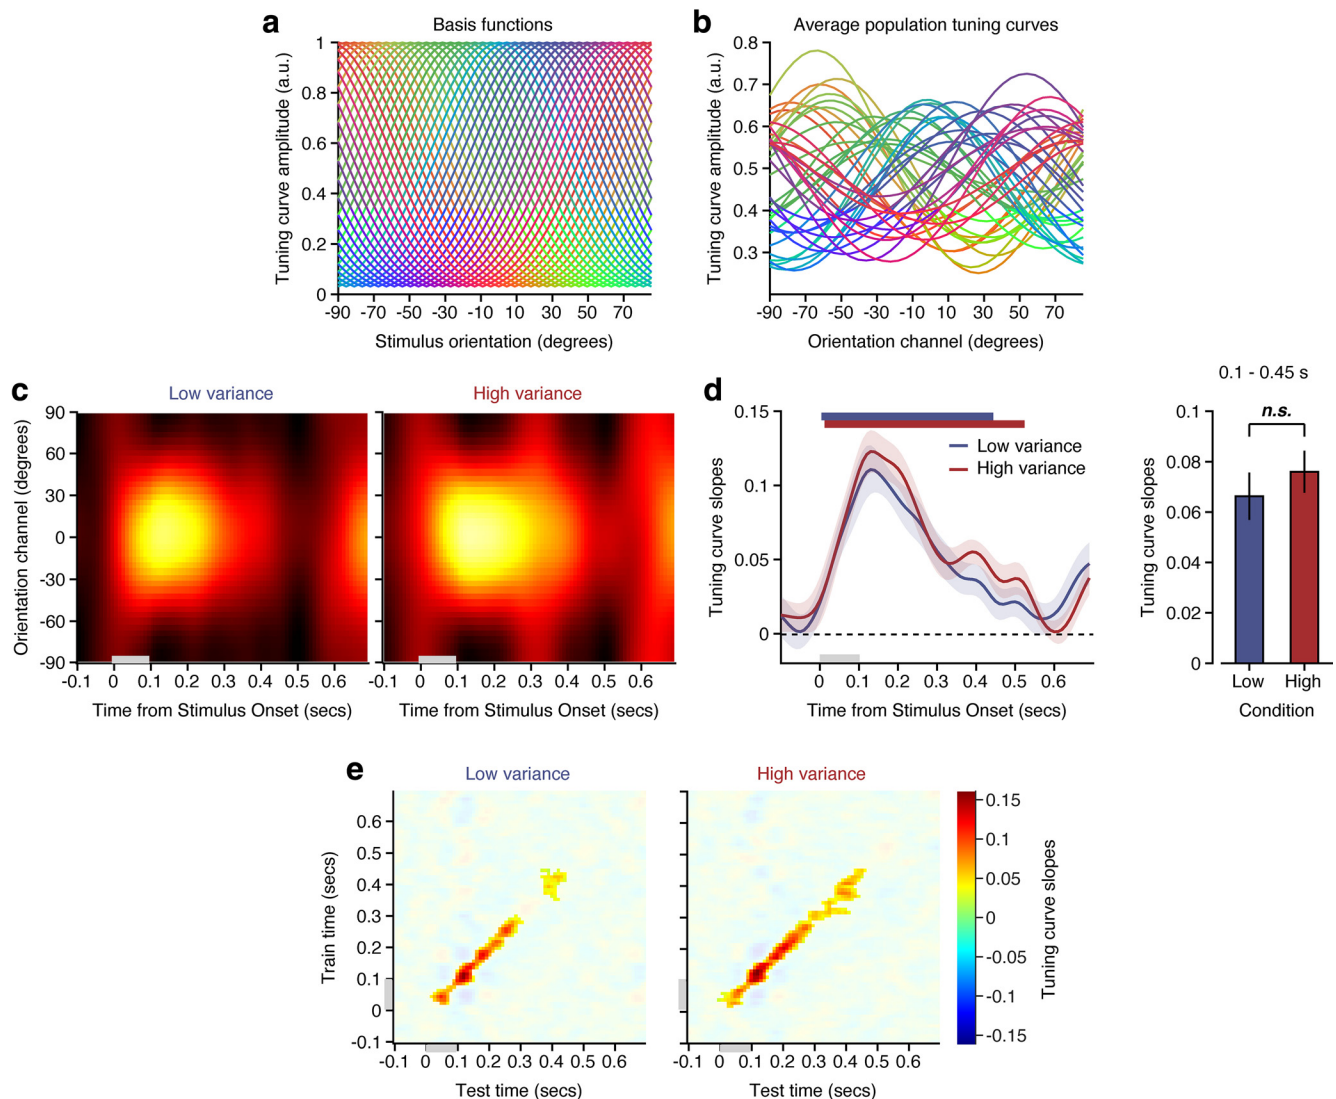 a
Basis functions
Tuning curve amplitude (a.u.)
1
0.8
0.6
0.4
0.2
0
-90 -70 -50 -30 -10 10 30 50 70
Stimulus orientation (degrees)
b
Average population tuning curves
Tuning curve amplitude (a.u.)
0.8
0.7
0.6
0.5
0.4
0.3
-90 -70 -50 -30 -10 10 30 50 70
Orientation channel (degrees)
c
Low variance
High variance
Orientation channel (degrees)
90
60
30
0
-30
-60
-90
-0.1 0 0.1 0.2 0.3 0.4 0.5 0.6
-0.1 0 0.1 0.2 0.3 0.4 0.5 0.6
Time from Stimulus Onset (secs)
Time from Stimulus Onset (secs)
d
Tuning curve slopes
0.15
0.1
0.05
0
Low variance
High variance
0 0.1 0.2 0.3 0.4 0.5 0.6
Time from Stimulus Onset (secs)
0.1 - 0.45 s
n.s.
Tuning curve slopes
0.1
0.08
0.06
0.04
0.02
0
Low High
Condition
e
Low variance
High variance
Train time (secs)
0.6
0.5
0.4
0.3
0.2
0.1
0
-0.1
-0.1 0 0.1 0.2 0.3 0.4 0.5 0.6
-0.1 0 0.1 0.2 0.3 0.4 0.5 0.6
Test time (secs)
Test time (secs)
0.15
0.1
0.05
0
-0.05
-0.1
-0.15
Tuning curve slopes